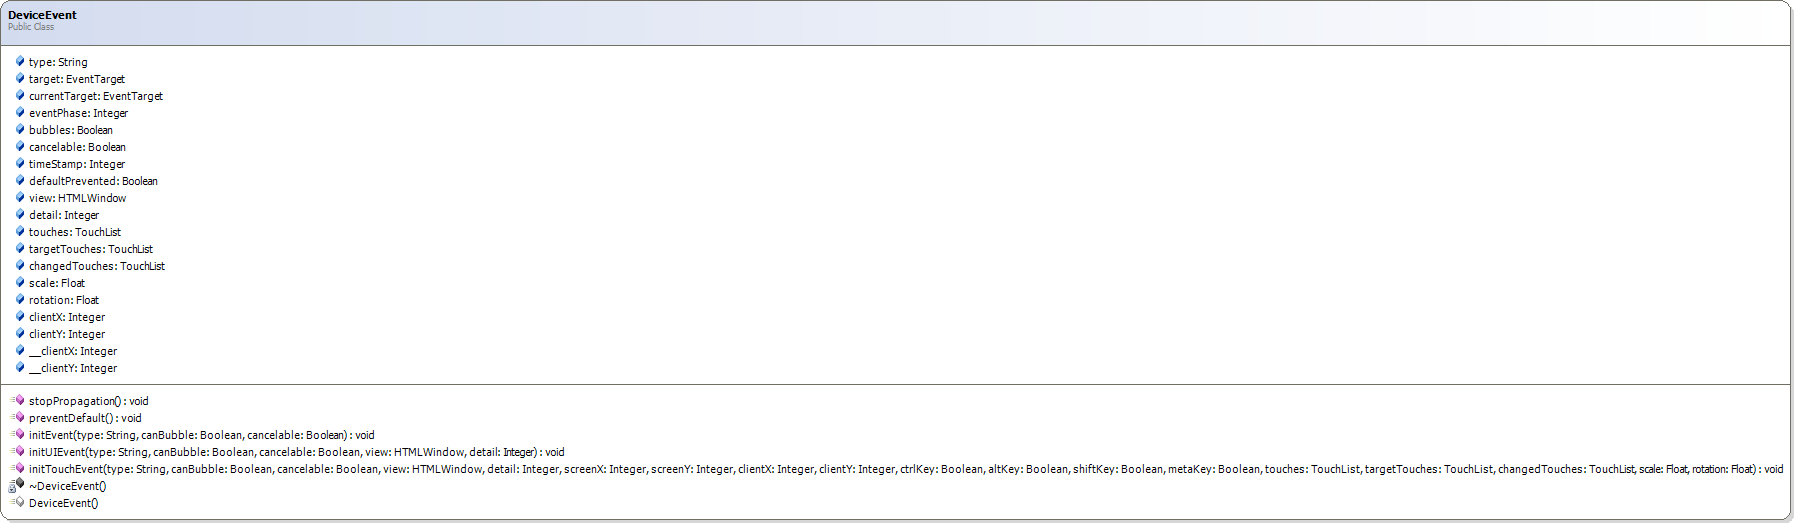 DeviceEvent
Public Class
type: String
target: EventTarget
currentTarget: EventTarget
eventPhase: Integer
bubbles: Boolean
cancelable: Boolean
timeStamp: Integer
defaultPrevented: Boolean
view: HTMLWindow
detail: Integer
touches: TouchList
targetTouches: TouchList
changedTouches: TouchList
scale: Float
rotation: Float
clientX: Integer
clientY: Integer
__clientX: Integer
__clientY: Integer
stopPropagation() : void
preventDefault() : void
initEvent(type: String, canBubble: Boolean, cancelable: Boolean) : void
initUIEvent(type: String, canBubble: Boolean, cancelable: Boolean, view: HTMLWindow, detail: Integer) : void
initTouchEvent(type: String, canBubble: Boolean, cancelable: Boolean, view: HTMLWindow, detail: Integer, screenX: Integer, screenY: Integer, clientX: Integer, clientY: Integer, ctrlKey: Boolean, altKey: Boolean, shiftKey: Boolean, metaKey: Boolean, touches: TouchList, targetTouches: TouchList, changedTouches: TouchList, scale: Float, rotation: Float) : void
~DeviceEvent()
DeviceEvent()